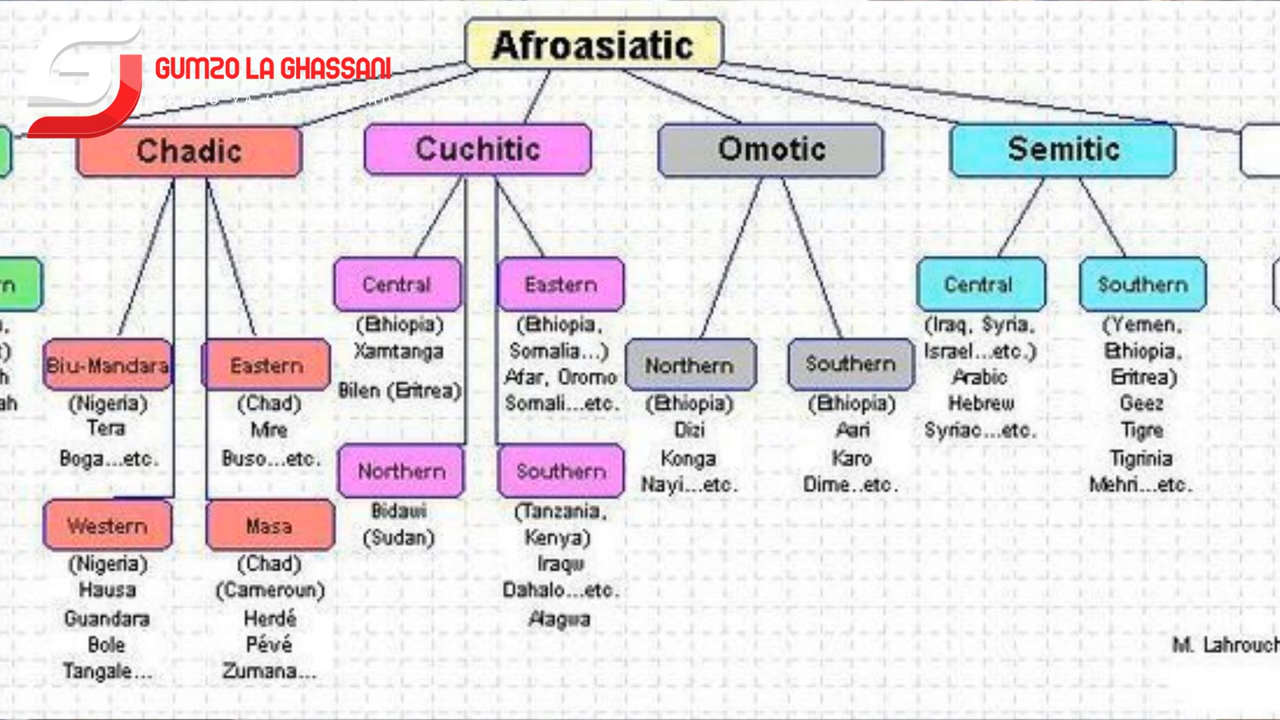 Afroasiatic
GUMZO LA GHASSANI
Chadic
Cuchitic
Omotic
Semitic
Biu-Mandara
(Nigeria)
Tera
Boga...etc.
Eastern
(Chad)
Mire
Buso...etc.
Western
(Nigeria)
Hausa
Guandara
Bole
Tangale...
Masa
(Chad)
(Cameroun)
Herdé
Pévé
Zumana...
Central
(Ethiopia)
Xamtanga
Bilen (Eritrea)
Eastern
(Ethiopia,
Somalia...)
Afar, Oromo
Somali...etc.
Northern
Bidawi
(Sudan)
Southern
(Tanzania,
Kenya)
Iraqw
Dahalo...etc.
Alagwa
Northern
(Ethiopia)
Dizi
Konga
Nayi...etc.
Southern
(Ethiopia)
Aari
Karo
Dime..etc.
Central
(Iraq, Syria,
Israel...etc.)
Arabic
Hebrew
Syriac...etc.
Southern
(Yemen,
Ethiopia,
Eritrea)
Geez
Tigre
Tigrinia
Mehri...etc.
M. Lahrouch